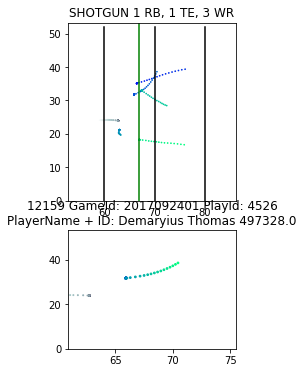 SHOTGUN 1 RB, 1 TE, 3 WR
50
40
30
20
10
0
60 70 80
12159 GameId: 2017092401 PlayId: 4526
PlayerName + ID: Demaryius Thomas 497328.0
40
20
0
65 70 75